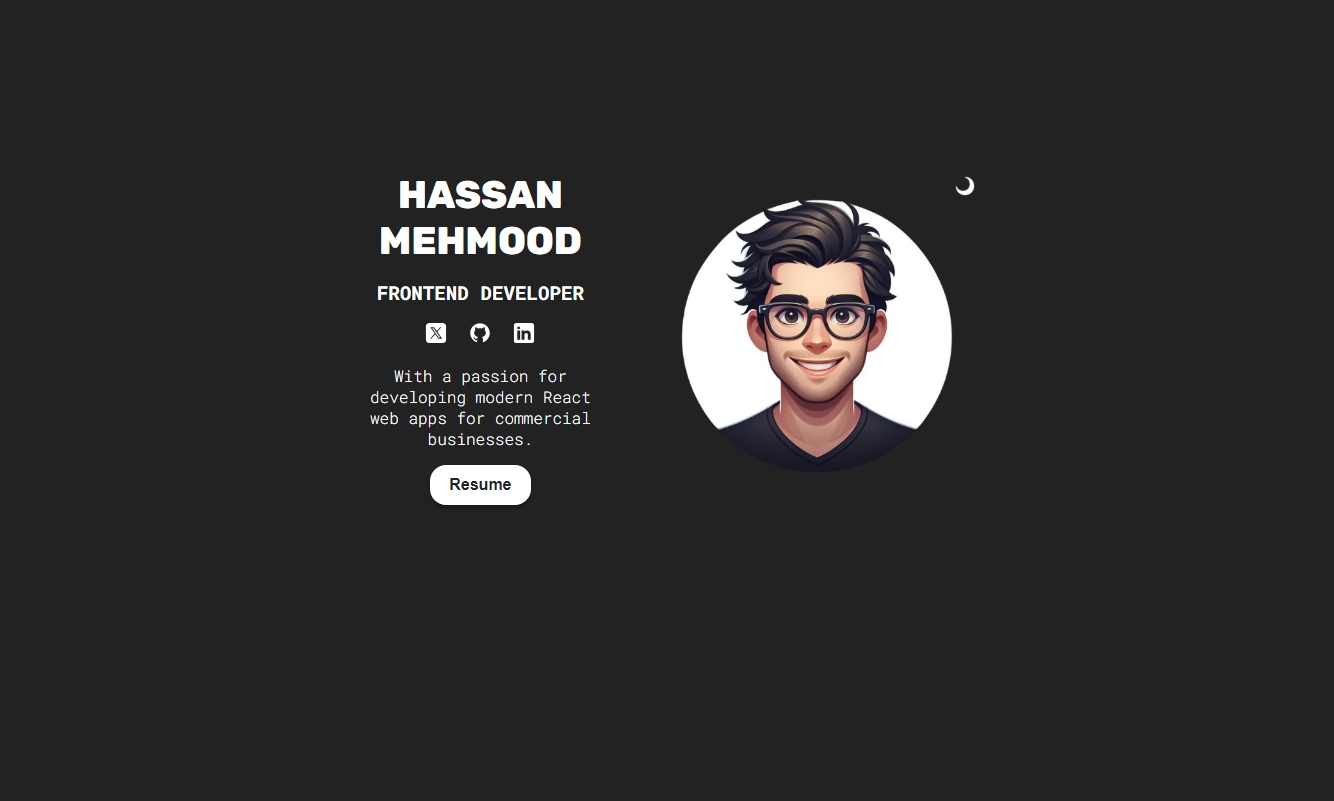 HASSAN
MEHMOOD
FRONTEND DEVELOPER
With a passion for
developing modern React
web apps for commercial
businesses.
Resume